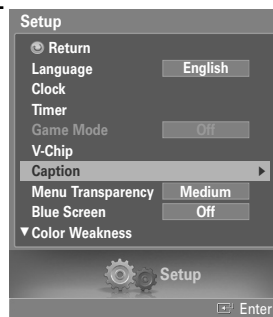 Setup
Return
Language English
Clock
Timer
Game Mode Off
V-Chip
Caption ►
Menu Transparency Medium
Blue Screen Off
▼Color Weakness
Setup
Enter